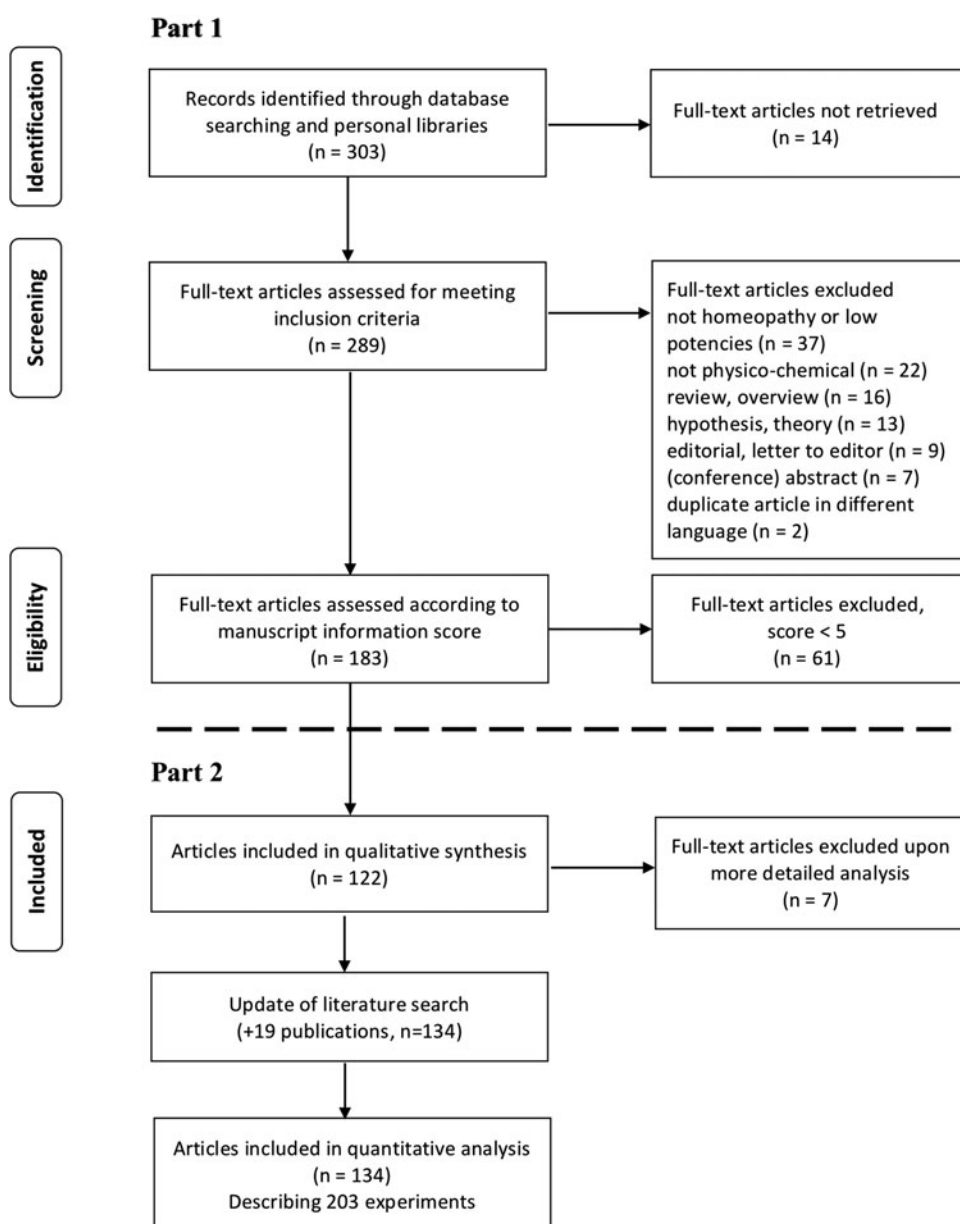 Part 1
Identification
Records identified through database
searching and personal libraries
(n = 303)
Full-text articles not retrieved
(n = 14)
Screening
Full-text articles assessed for meeting
inclusion criteria
(n = 289)
Full-text articles excluded
not homeopathy or low
potencies (n = 37)
not physico-chemical (n = 22)
review, overview (n = 16)
hypothesis, theory (n = 13)
editorial, letter to editor (n = 9)
(conference) abstract (n = 7)
duplicate article in different
language (n = 2)
Eligibility
Full-text articles assessed according to
manuscript information score
(n = 183)
Full-text articles excluded,
score < 5
(n = 61)
Part 2
Included
Articles included in qualitative synthesis
(n = 122)
Full-text articles excluded upon
more detailed analysis
(n = 7)
Update of literature search
(+19 publications, n=134)
Articles included in quantitative analysis
(n = 134)
Describing 203 experiments